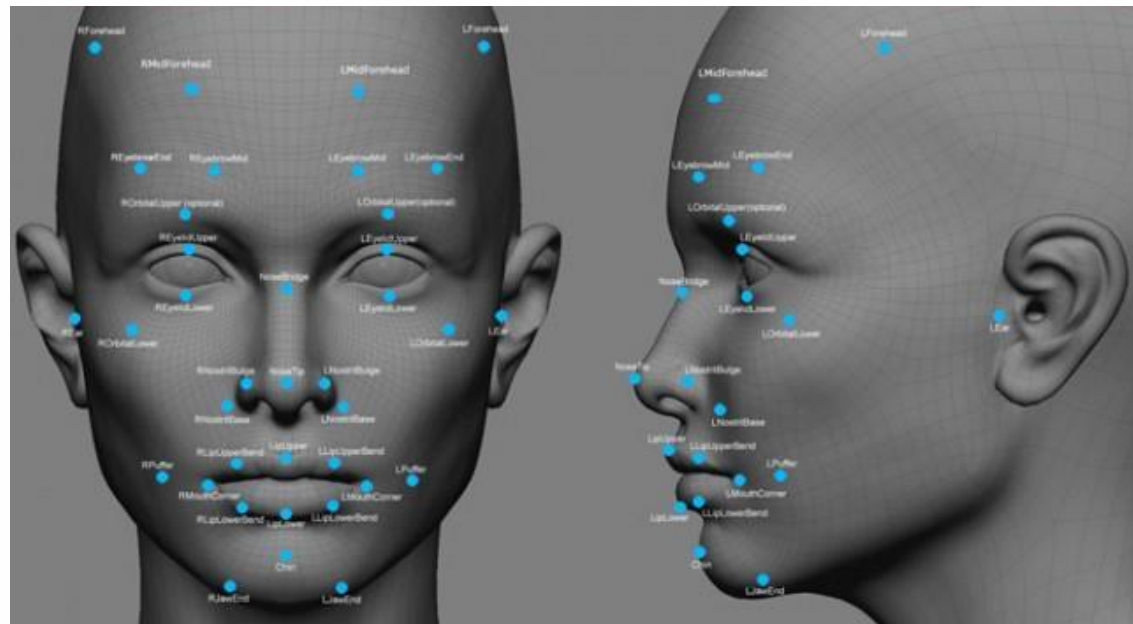 RForehead
LForehead
RMidForehead
LMidForehead
REyebrowEnd
REyebrowMid
LEyebrowMid
LEyebrowEnd
ROrbitalUpper (optional)
LOrbitalUpper(optional)
REyelidUpper
LEyelidUpper
NoseBridge
REyelidLower
LEyelidLower
REar
LEar
ROrbitalLower
LOrbitalLower
RNostrilBulge
NoseTip
LNostrilBulge
RNostrilBase
LNostrilBase
LipUpper
RLipUpperBend
LLipUpperBend
RPuffer
LPuffer
RMouthCorner
LMouthCorner
RLipLowerBend
LipLower
LLipLowerBend
Chin
RJawEnd
LJawEnd
LForehead
LMidForehead
LEyebrowEnd
LEyebrowMid
LOrbitalUpper(optional)
LEyelidUpper
NoseBridge
LEyelidLower
LOrbitalLower
LEar
NoseTip
LNostrilBulge
LNostrilBase
LipUpper
LLipUpperBend
LPuffer
LMouthCorner
LipLower
LLipLowerBend
Chin
LJawEnd